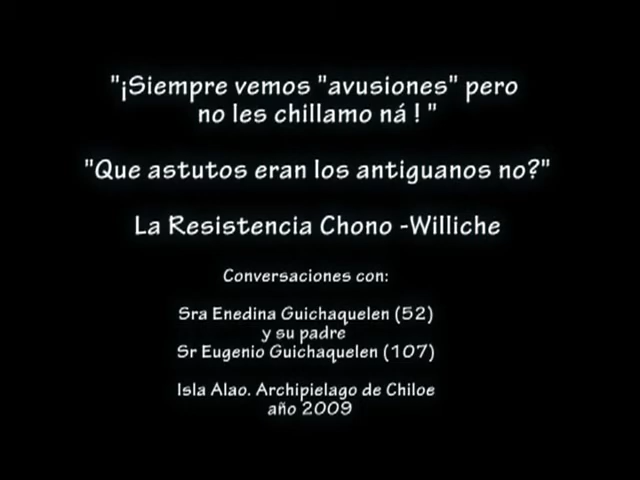 "¡Siempre vemos "avusiones" pero
no les chillamo ná ! "
"Que astutos eran los antiguanos no?"
La Resistencia Chono -Williche
Conversaciones con:
Sra Enedina Guichaquelen (52)
y su padre
Sr Eugenio Guichaquelen (107)
Isla Alao. Archipielago de Chiloe
año 2009